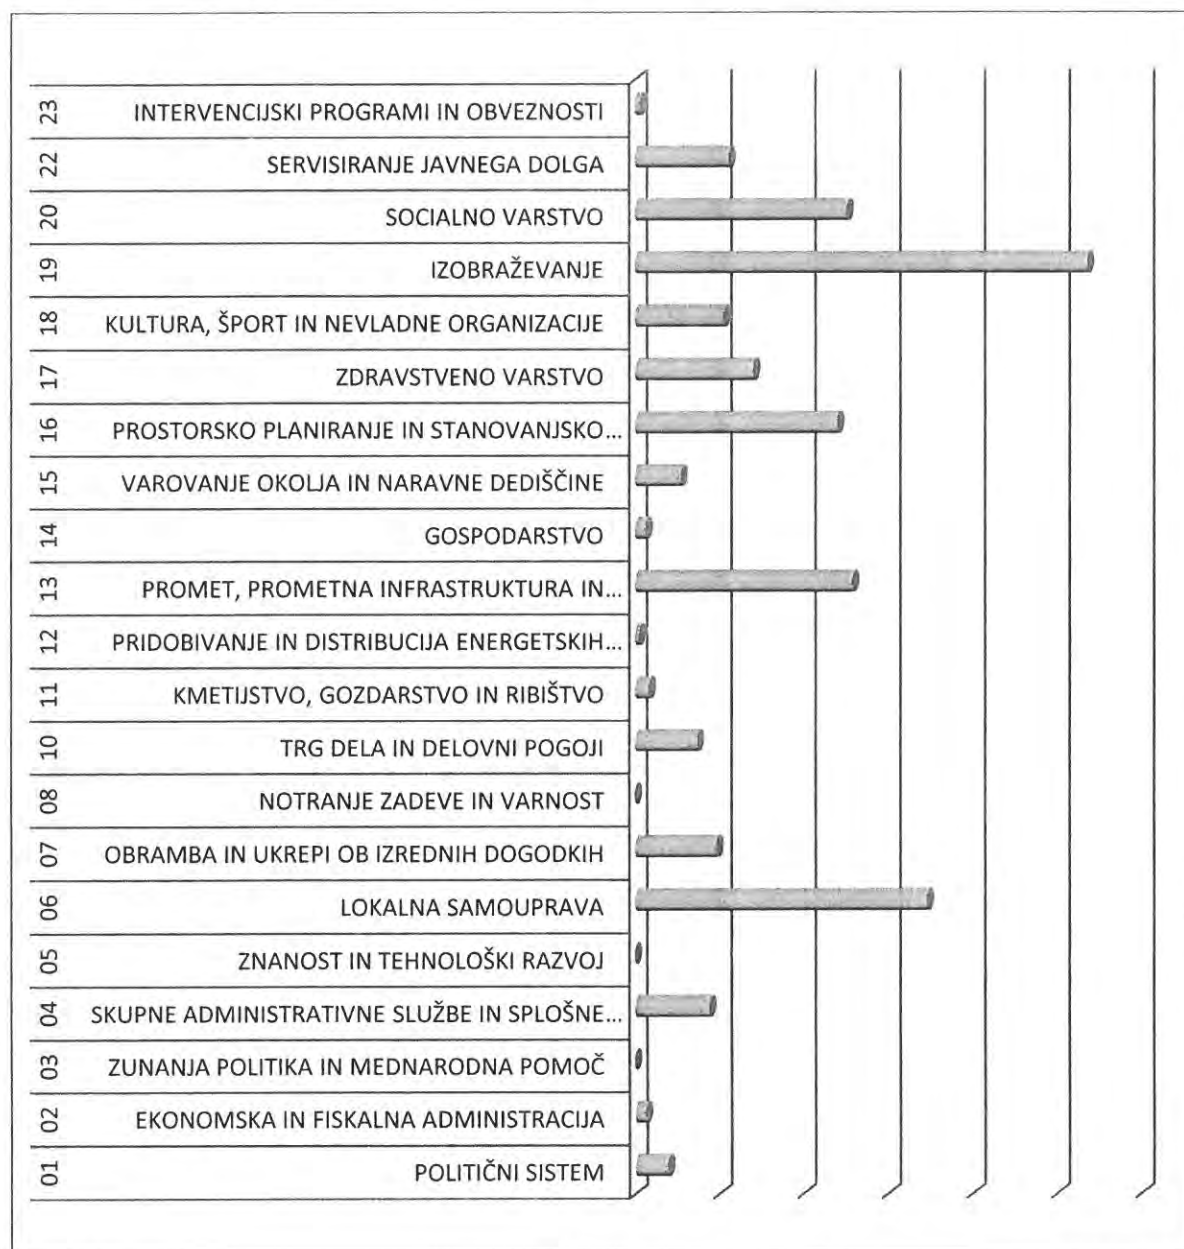 23 INTERVENCIJSKI PROGRAMI IN OBVEZNOSTI
22 SERVISIRANJE JAVNEGA DOLGA
20 SOCIALNO VARSTVO
19 IZOBRAŽEVANJE
18 KULTURA, ŠPORT IN NEVLADNE ORGANIZACIJE
17 ZDRAVSTVENO VARSTVO
16 PROSTORSKO PLANIRANJE IN STANOVANJSKO...
15 VAROVANJE OKOLJA IN NARAVNE DEDIŠČINE
14 GOSPODARSTVO
13 PROMET, PROMETNA INFRASTRUKTURA IN...
12 PRIDOBIVANJE IN DISTRIBUCIJA ENERGETSKIH...
11 KMETIJSTVO, GOZDARSTVO IN RIBIŠTVO
10 TRG DELA IN DELOVNI POGOJI
08 NOTRANJE ZADEVE IN VARNOST
07 OBRAMBA IN UKREPI OB IZREDNIH DOGODKIH
06 LOKALNA SAMOUPRAVA
05 ZNANOST IN TEHNOLOŠKI RAZVOJ
04 SKUPNE ADMINISTRATIVNE SLUŽBE IN SPLOŠNE...
03 ZUNANJA POLITIKA IN MEDNARODNA POMOČ
02 EKONOMSKA IN FISKALNA ADMINISTRACIJA
01 POLITIČNI SISTEM